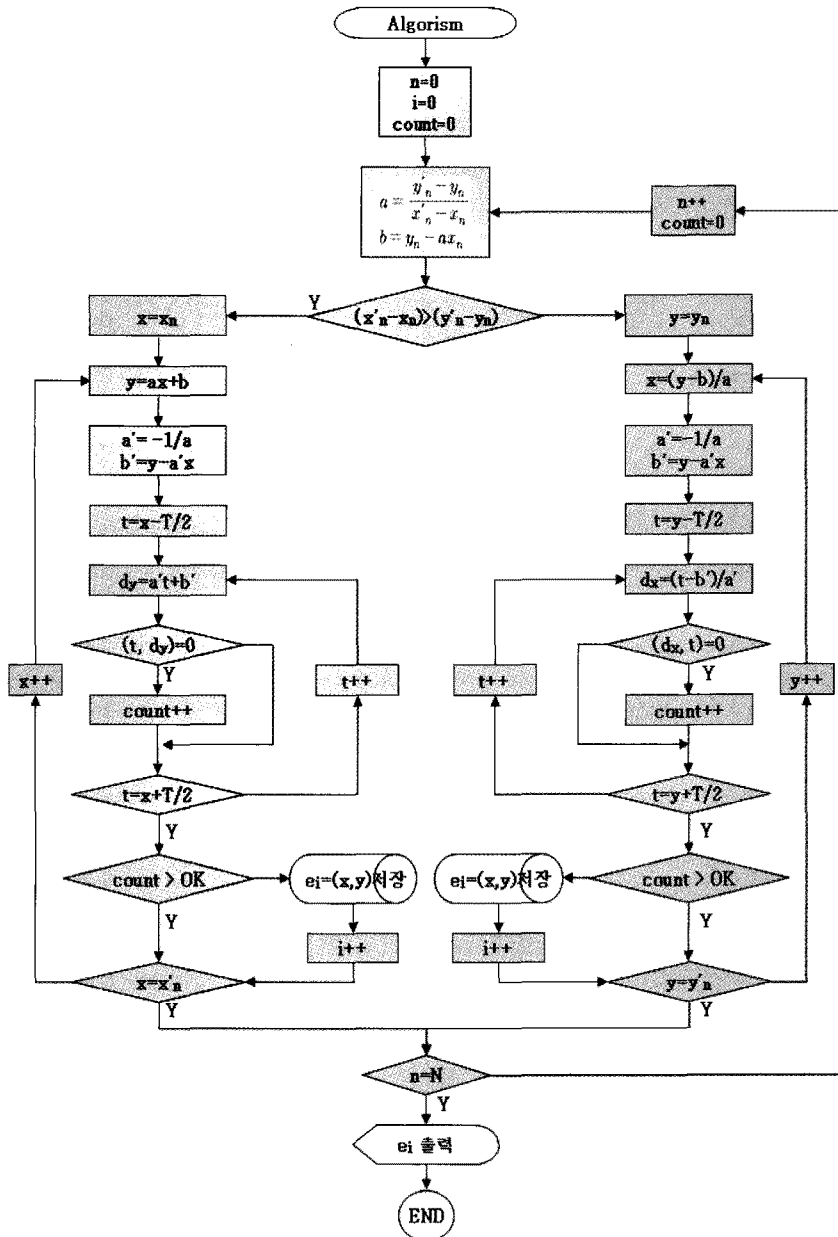 Algorism
n=0
i=0
count=0
a = (y'n − yn) / (x'n − xn)
b = yn − axn
n++
count=0
(x'n-xn)>(y'n-yn)
Y
x=xn
y=ax+b
a'=-1/a
b'=y-a'x
t=x-T/2
dy=a't+b'
(t, dy)=0
Y
count++
t++
x++
t=x+T/2
Y
count > OK
Y
ei=(x,y)저장
i++
x=x'n
Y
y=yn
x=(y-b)/a
a'=-1/a
b'=y-a'x
t=y-T/2
dx=(t-b')/a'
(dx, t)=0
Y
count++
t++
y++
t=y+T/2
Y
count > OK
Y
ei=(x,y)저장
i++
y=y'n
Y
n=N
Y
ei 출력
END